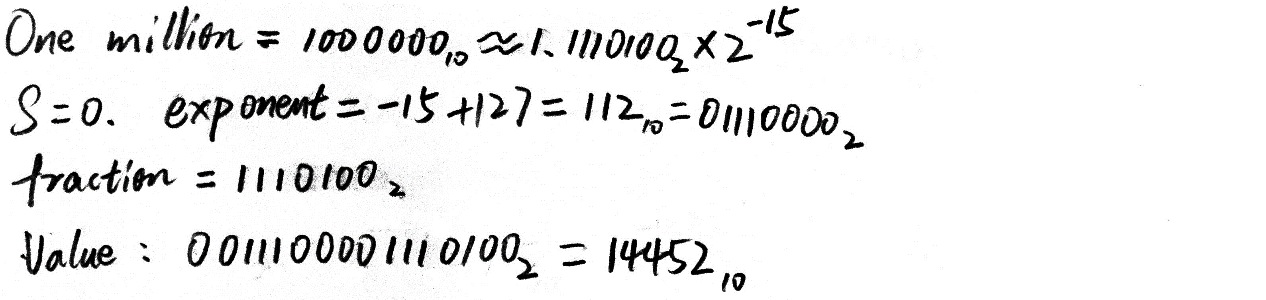 One million = 1000000₁₀ ≈ 1.1110100₂ × 2⁻¹⁵
S = 0. exponent = -15 + 127 = 112₁₀ = 01110000₂
fraction = 1110100₂
Value : 0011100001110100₂ = 14452₁₀